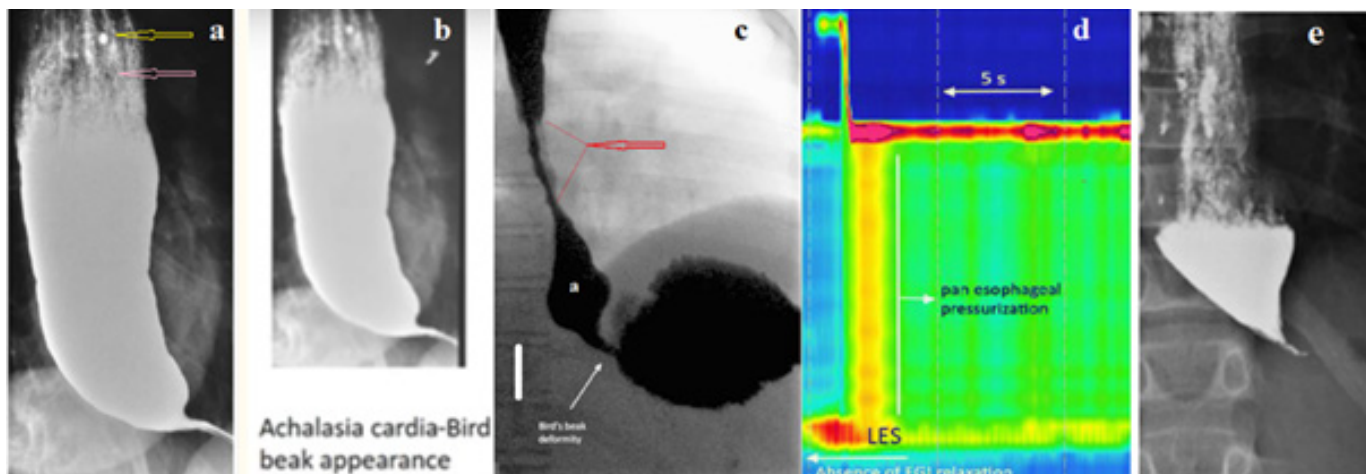 a
b
Achalasia cardia-Bird
beak appearance
c
a
Bird's beak
deformity
d
5 s
pan esophageal
pressurization
LES
Absence of EGJ relaxation
e